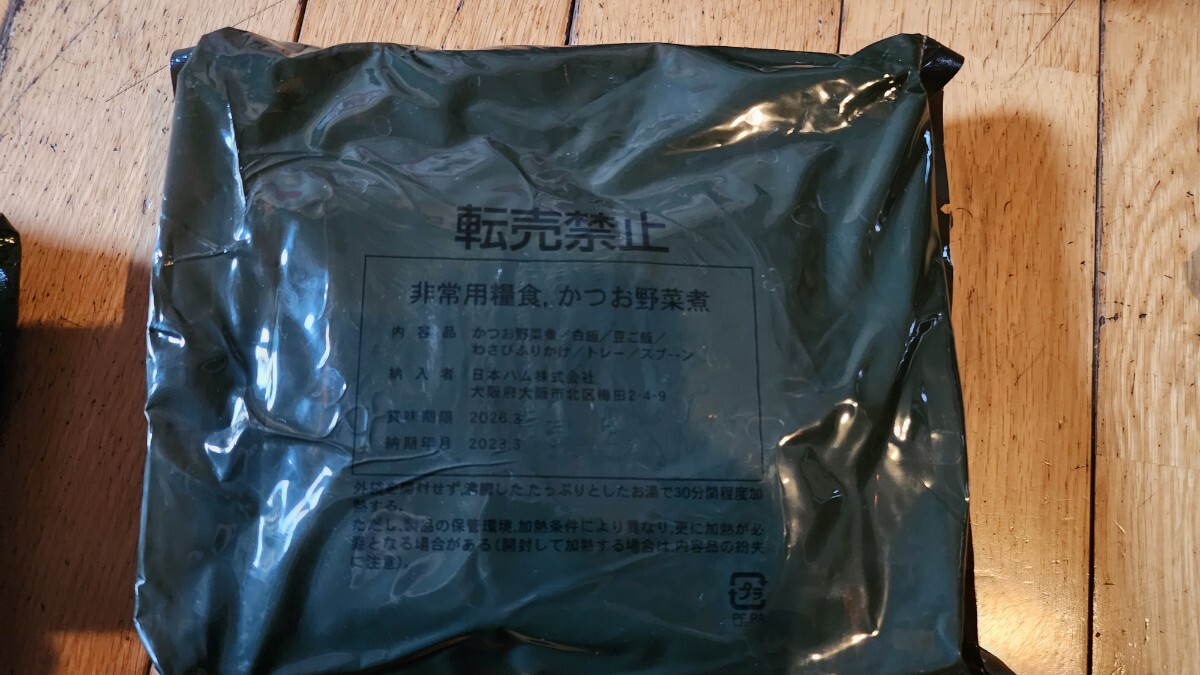 転売禁止
非常用糧食, かつお野菜煮
内容品 かつお野菜煮／白飯／豆ご飯／
わさびふりかけ／トレー／スプーン
納入者 日本ハム株式会社
大阪府大阪市北区梅田2-4-9
賞味期限 2026.3
納期年月 2023.3
外袋を開封せず,沸騰した,たっぷりとしたお湯で30分間程度加
熱する。
ただし,製品の保管環境,加熱条件により異なり,更に加熱が必
要となる場合がある(開封して加熱する場合は,内容品の紛失
に注意)。
プラ
PE,PA